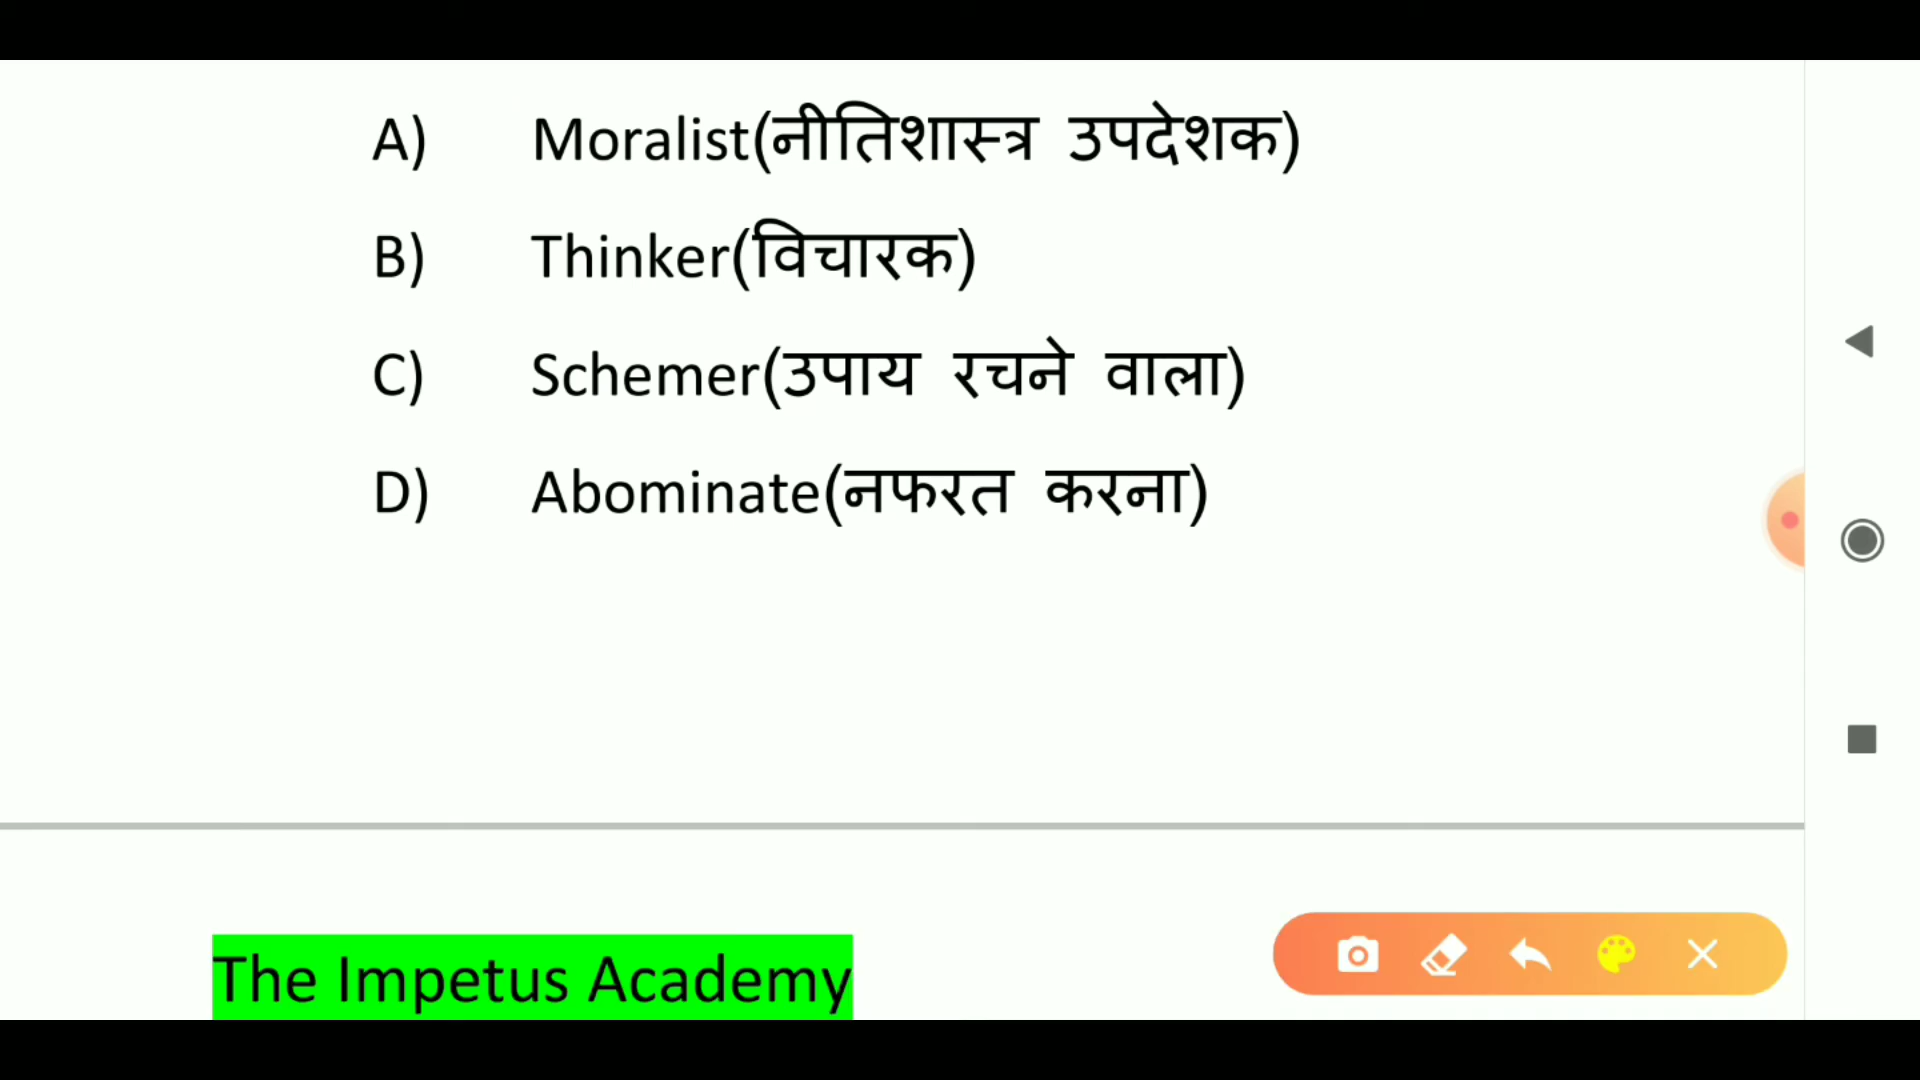 A) Moralist(नीतिशास्त्र उपदेशक)
B) Thinker(विचारक)
C) Schemer(उपाय रचने वाला)
D) Abominate(नफरत करना)
The Impetus Academy